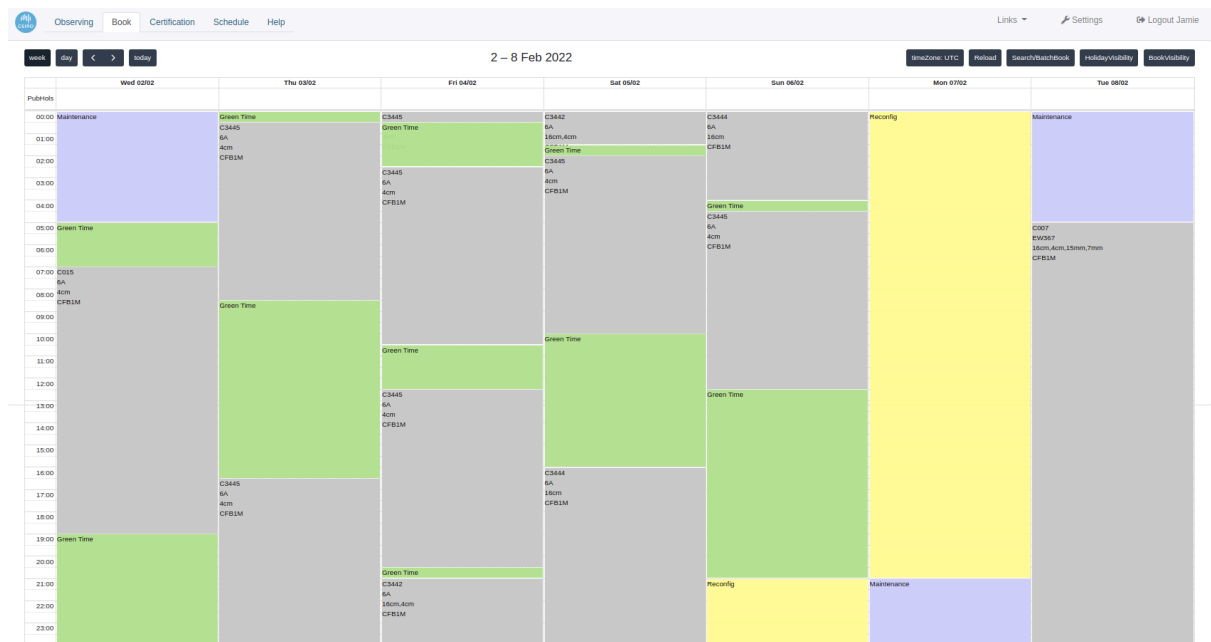 CSIRO
Observing Book Certification Schedule Help
Links Settings Logout Jamie
week day today
2 – 8 Feb 2022
timeZone: UTC Reload Search/BatchBook HolidayVisibility BookVisibility
Wed 02/02 Thu 03/02 Fri 04/02 Sat 05/02 Sun 06/02 Mon 07/02 Tue 08/02
PubHols
00:00
01:00
02:00
03:00
04:00
05:00
06:00
07:00
08:00
09:00
10:00
11:00
12:00
13:00
14:00
15:00
16:00
17:00
18:00
19:00
20:00
21:00
22:00
23:00
Maintenance
Green Time
C015
6A
4cm
CFB1M
Green Time
Green Time
C3445
6A
4cm
CFB1M
Green Time
C3445
6A
4cm
CFB1M
C3445
Green Time
C3445
6A
4cm
CFB1M
Green Time
C3445
6A
4cm
CFB1M
Green Time
C3442
6A
16cm,4cm
CFB1M
C3442
6A
16cm,4cm
Green Time
C3445
6A
4cm
CFB1M
Green Time
C3444
6A
16cm
CFB1M
C3444
6A
16cm
CFB1M
Green Time
C3445
6A
4cm
CFB1M
Green Time
Reconfig
Reconfig
Maintenance
Maintenance
C007
EW367
16cm,4cm,15mm,7mm
CFB1M